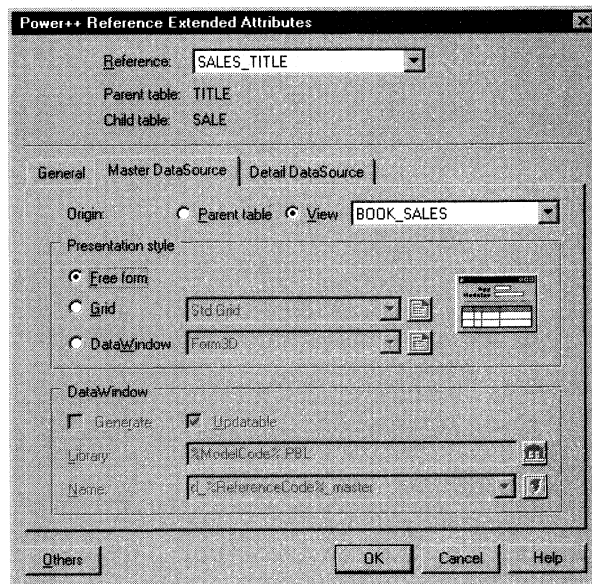 Power++ Reference Extended Attributes
Reference: SALES_TITLE
Parent table: TITLE
Child table: SALE
General Master DataSource Detail DataSource
Origin: Parent table View BOOK_SALES
Presentation style
Free form
Grid Std Grid
DataWindow Form3D
DataWindow
Generate Updatable
Library: %ModelCode%.PBL
Name: d_%ReferenceCode%_master
Others OK Cancel Help